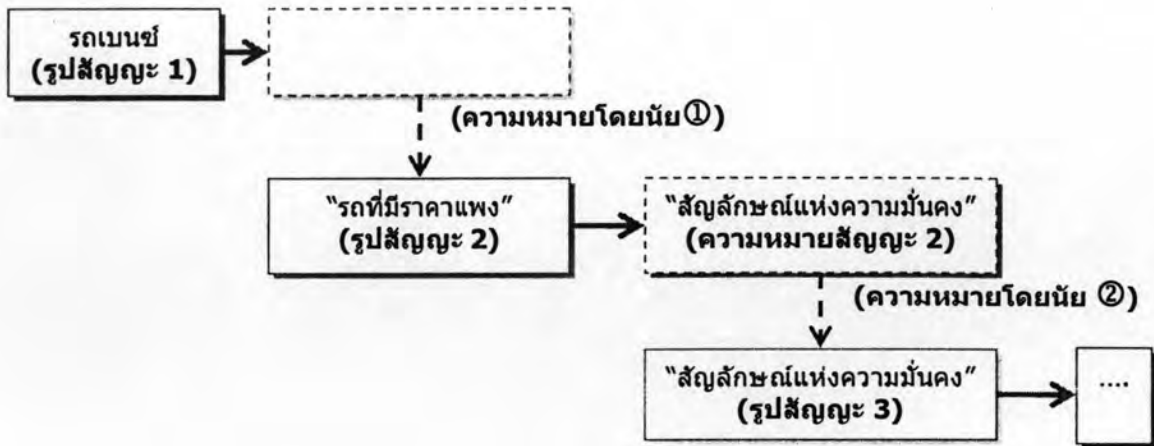 รถเบนซ์
(รูปสัญญะ 1)
(ความหมายโดยนัย①)
“รถที่มีราคาแพง”
(รูปสัญญะ 2)
“สัญลักษณ์แห่งความมั่นคง”
(ความหมายสัญญะ 2)
(ความหมายโดยนัย ②)
“สัญลักษณ์แห่งความมั่นคง”
(รูปสัญญะ 3)
....